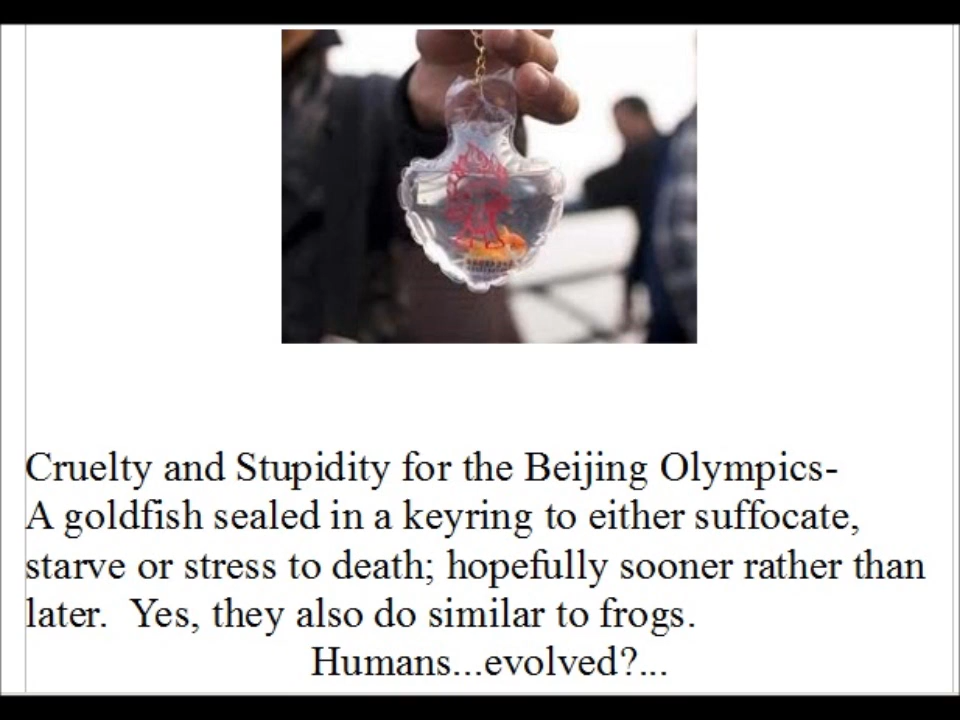 Cruelty and Stupidity for the Beijing Olympics-
A goldfish sealed in a keyring to either suffocate,
starve or stress to death; hopefully sooner rather than
later.  Yes, they also do similar to frogs.
Humans...evolved?...